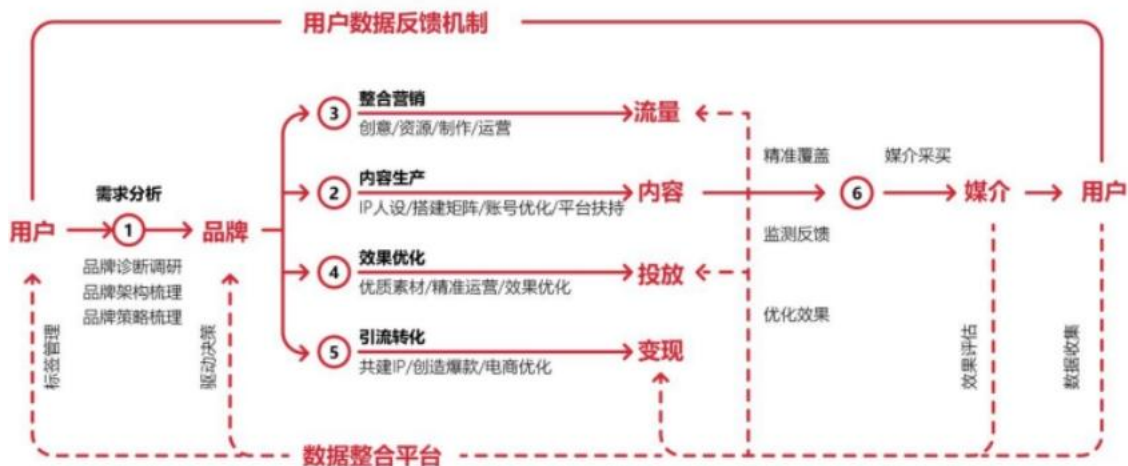 用户数据反馈机制
3
整合营销
创意/资源/制作/运营
流量
需求分析
用户
1
品牌
品牌诊断调研
品牌架构梳理
品牌策略梳理
2
内容生产
IP人设/搭建矩阵/账号优化/平台扶持
内容
精准覆盖
6
媒介采买
媒介
用户
监测反馈
4
效果优化
优质素材/精准运营/效果优化
投放
优化效果
5
引流转化
共建IP/创造爆款/电商优化
变现
标签管理
驱动决策
效果评估
数据收集
数据整合平台